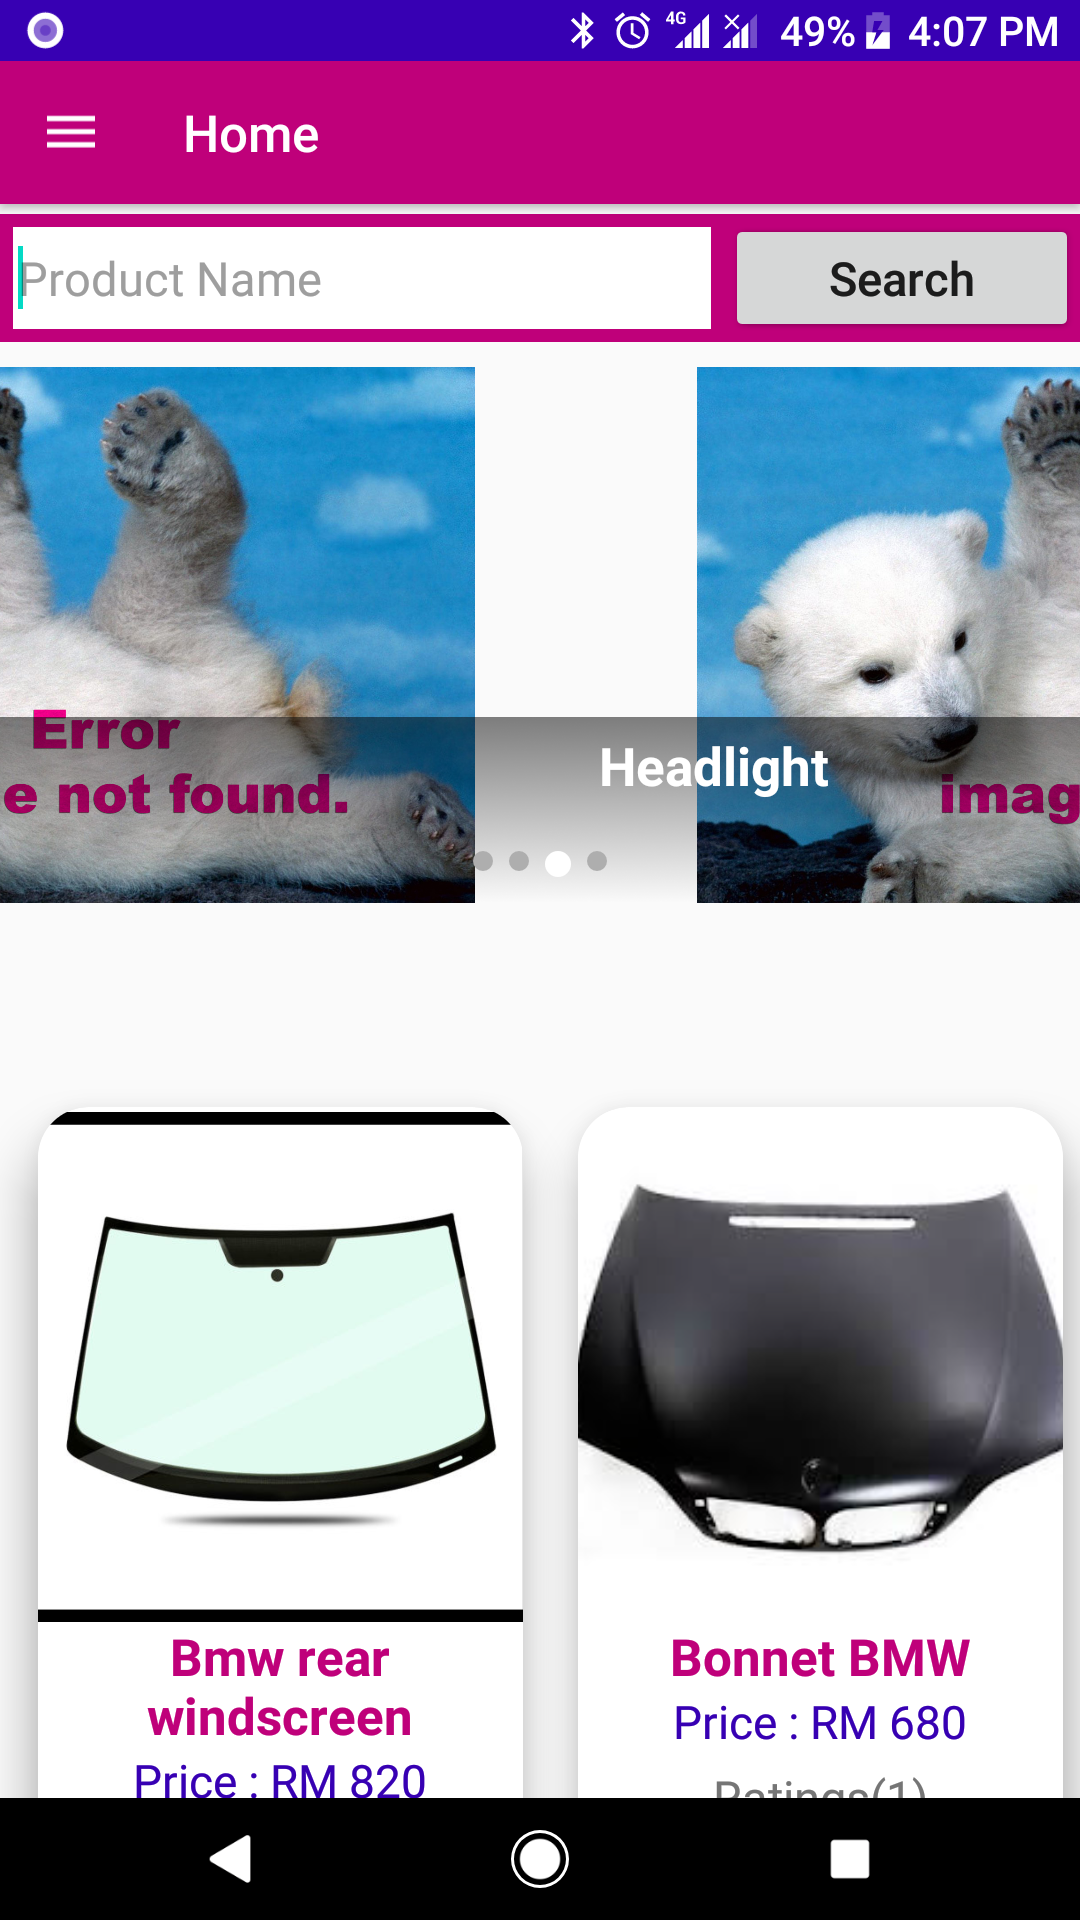 4G 49% 4:07 PM
Home
Product Name
Search
Error
e not found.
Headlight
imag
Bmw rear
windscreen
Price : RM 820
Bonnet BMW
Price : RM 680
Ratings(1)